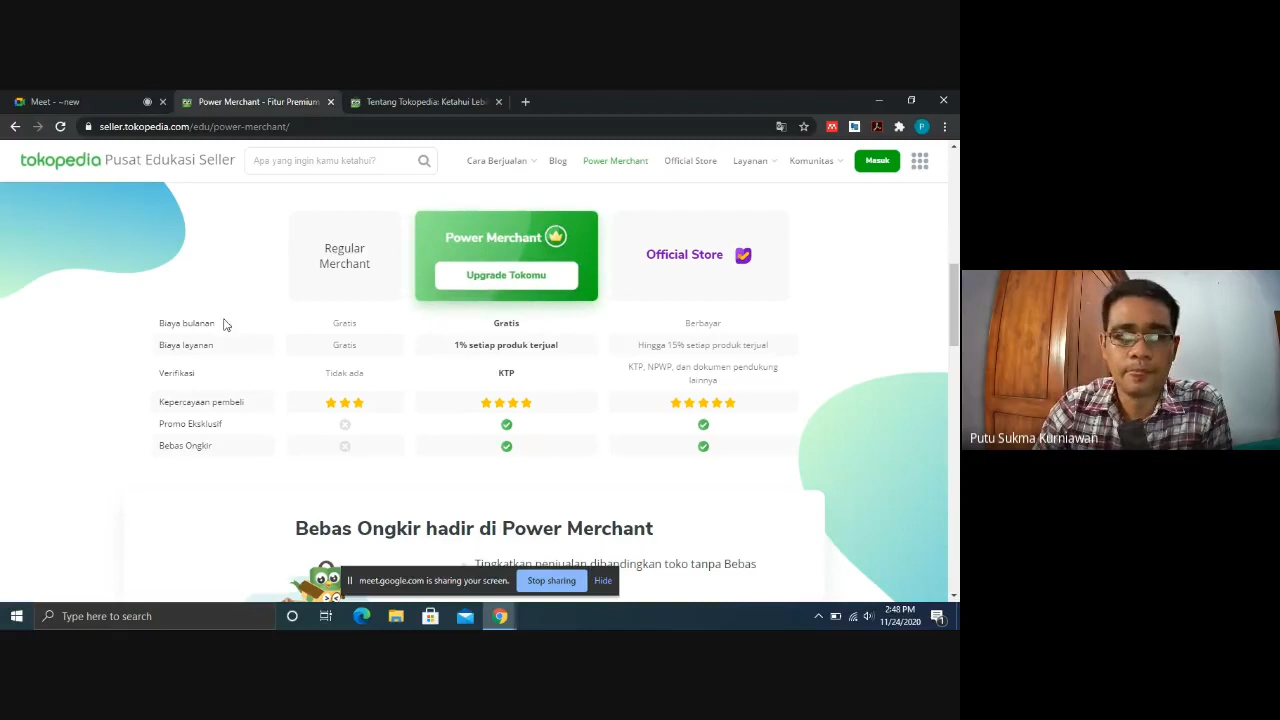 Meet - ~new
Power Merchant - Fitur Premium
Tentang Tokopedia: Ketahui Lebi
seller.tokopedia.com/edu/power-merchant/
P
tokopedia Pusat Edukasi Seller
Apa yang ingin kamu ketahui?
Cara Berjualan
Blog
Power Merchant
Official Store
Layanan
Komunitas
Masuk
Regular
Merchant
Power Merchant
Upgrade Tokomu
Official Store
Biaya bulanan Gratis Gratis Berbayar
Biaya layanan Gratis 1% setiap produk terjual Hingga 15% setiap produk terjual
Verifikasi Tidak ada KTP KTP, NPWP, dan dokumen pendukung
lainnya
Kepercayaan pembeli
Promo Eksklusif
Bebas Ongkir
Bebas Ongkir hadir di Power Merchant
Tingkatkan penjualan dibandingkan toko tanpa Bebas
meet.google.com is sharing your screen.
Stop sharing
Hide
Type here to search
2:48 PM
11/24/2020
1
Putu Sukma Kurniawan